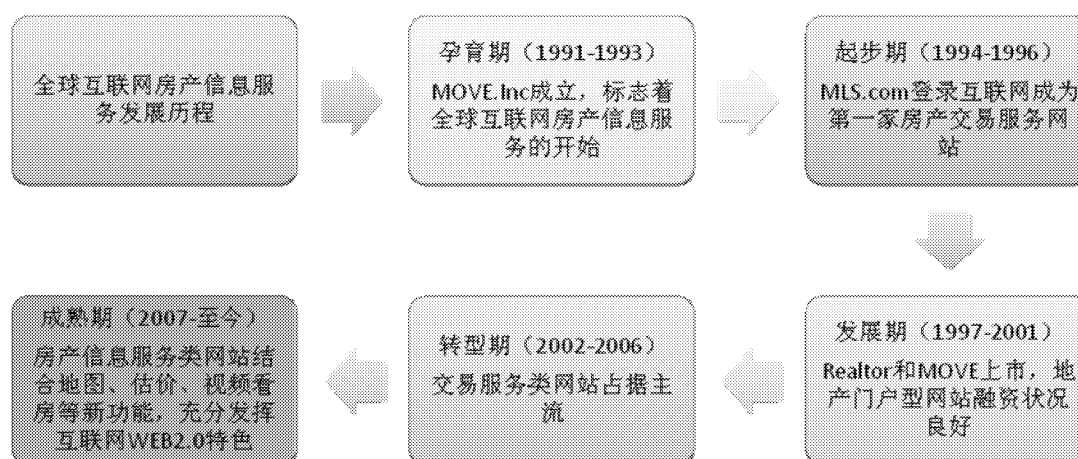 全球互联网房产信息服
务发展历程
孕育期（1991-1993）
MOVE.Inc成立，标志着
全球互联网房产信息服
务的开始
起步期（1994-1996）
MLS.com登录互联网成为
第一家房产交易服务网
站
发展期（1997-2001）
Realtor和MOVE上市，地
产门户型网站融资状况
良好
转型期（2002-2006）
交易服务类网站占据主
流
成熟期（2007-至今）
房产信息服务类网站结
合地图、估价、视频看
房等新功能，充分发挥
互联网WEB2.0特色